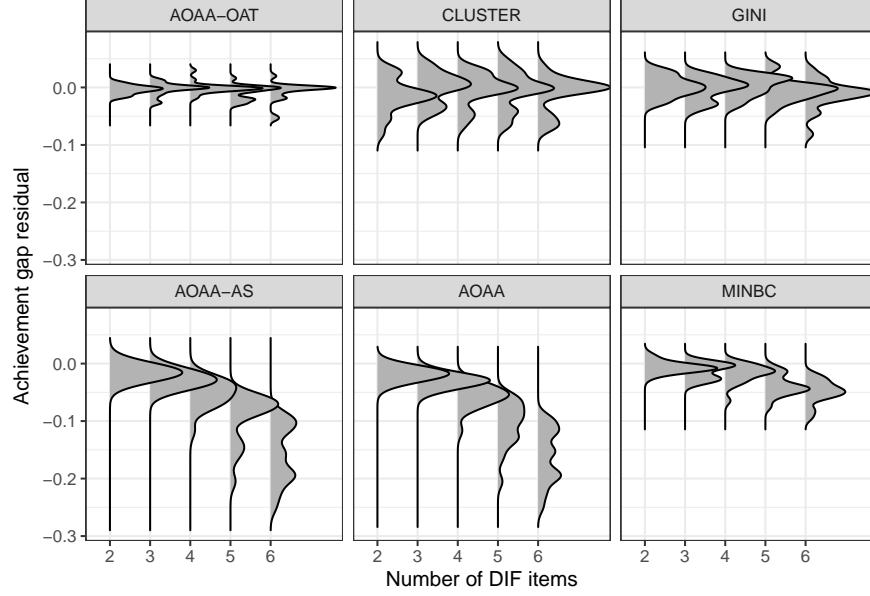 AOAA−OAT CLUSTER GINI
0.0
−0.1
−0.2
−0.3
Achievement gap residual
AOAA−AS AOAA MINBC
0.0
−0.1
−0.2
−0.3
2 3 4 5 6 2 3 4 5 6 2 3 4 5 6
Number of DIF items